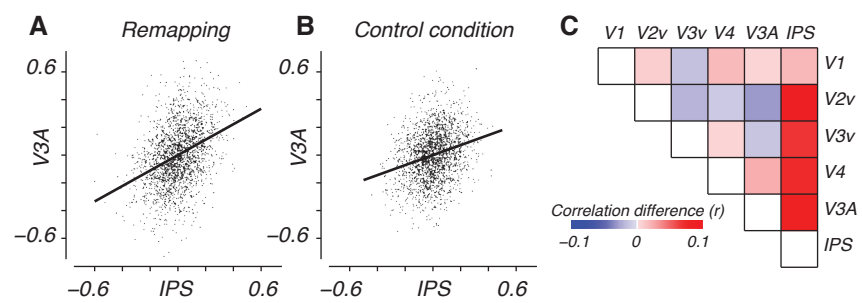 A Remapping
0.6
V3A
−0.6
−0.6 IPS 0.6
B Control condition
0.6
V3A
−0.6
−0.6 IPS 0.6
C
V1 V2v V3v V4 V3A IPS
V1
V2v
V3v
V4
V3A
IPS
Correlation difference (r)
−0.1 0 0.1